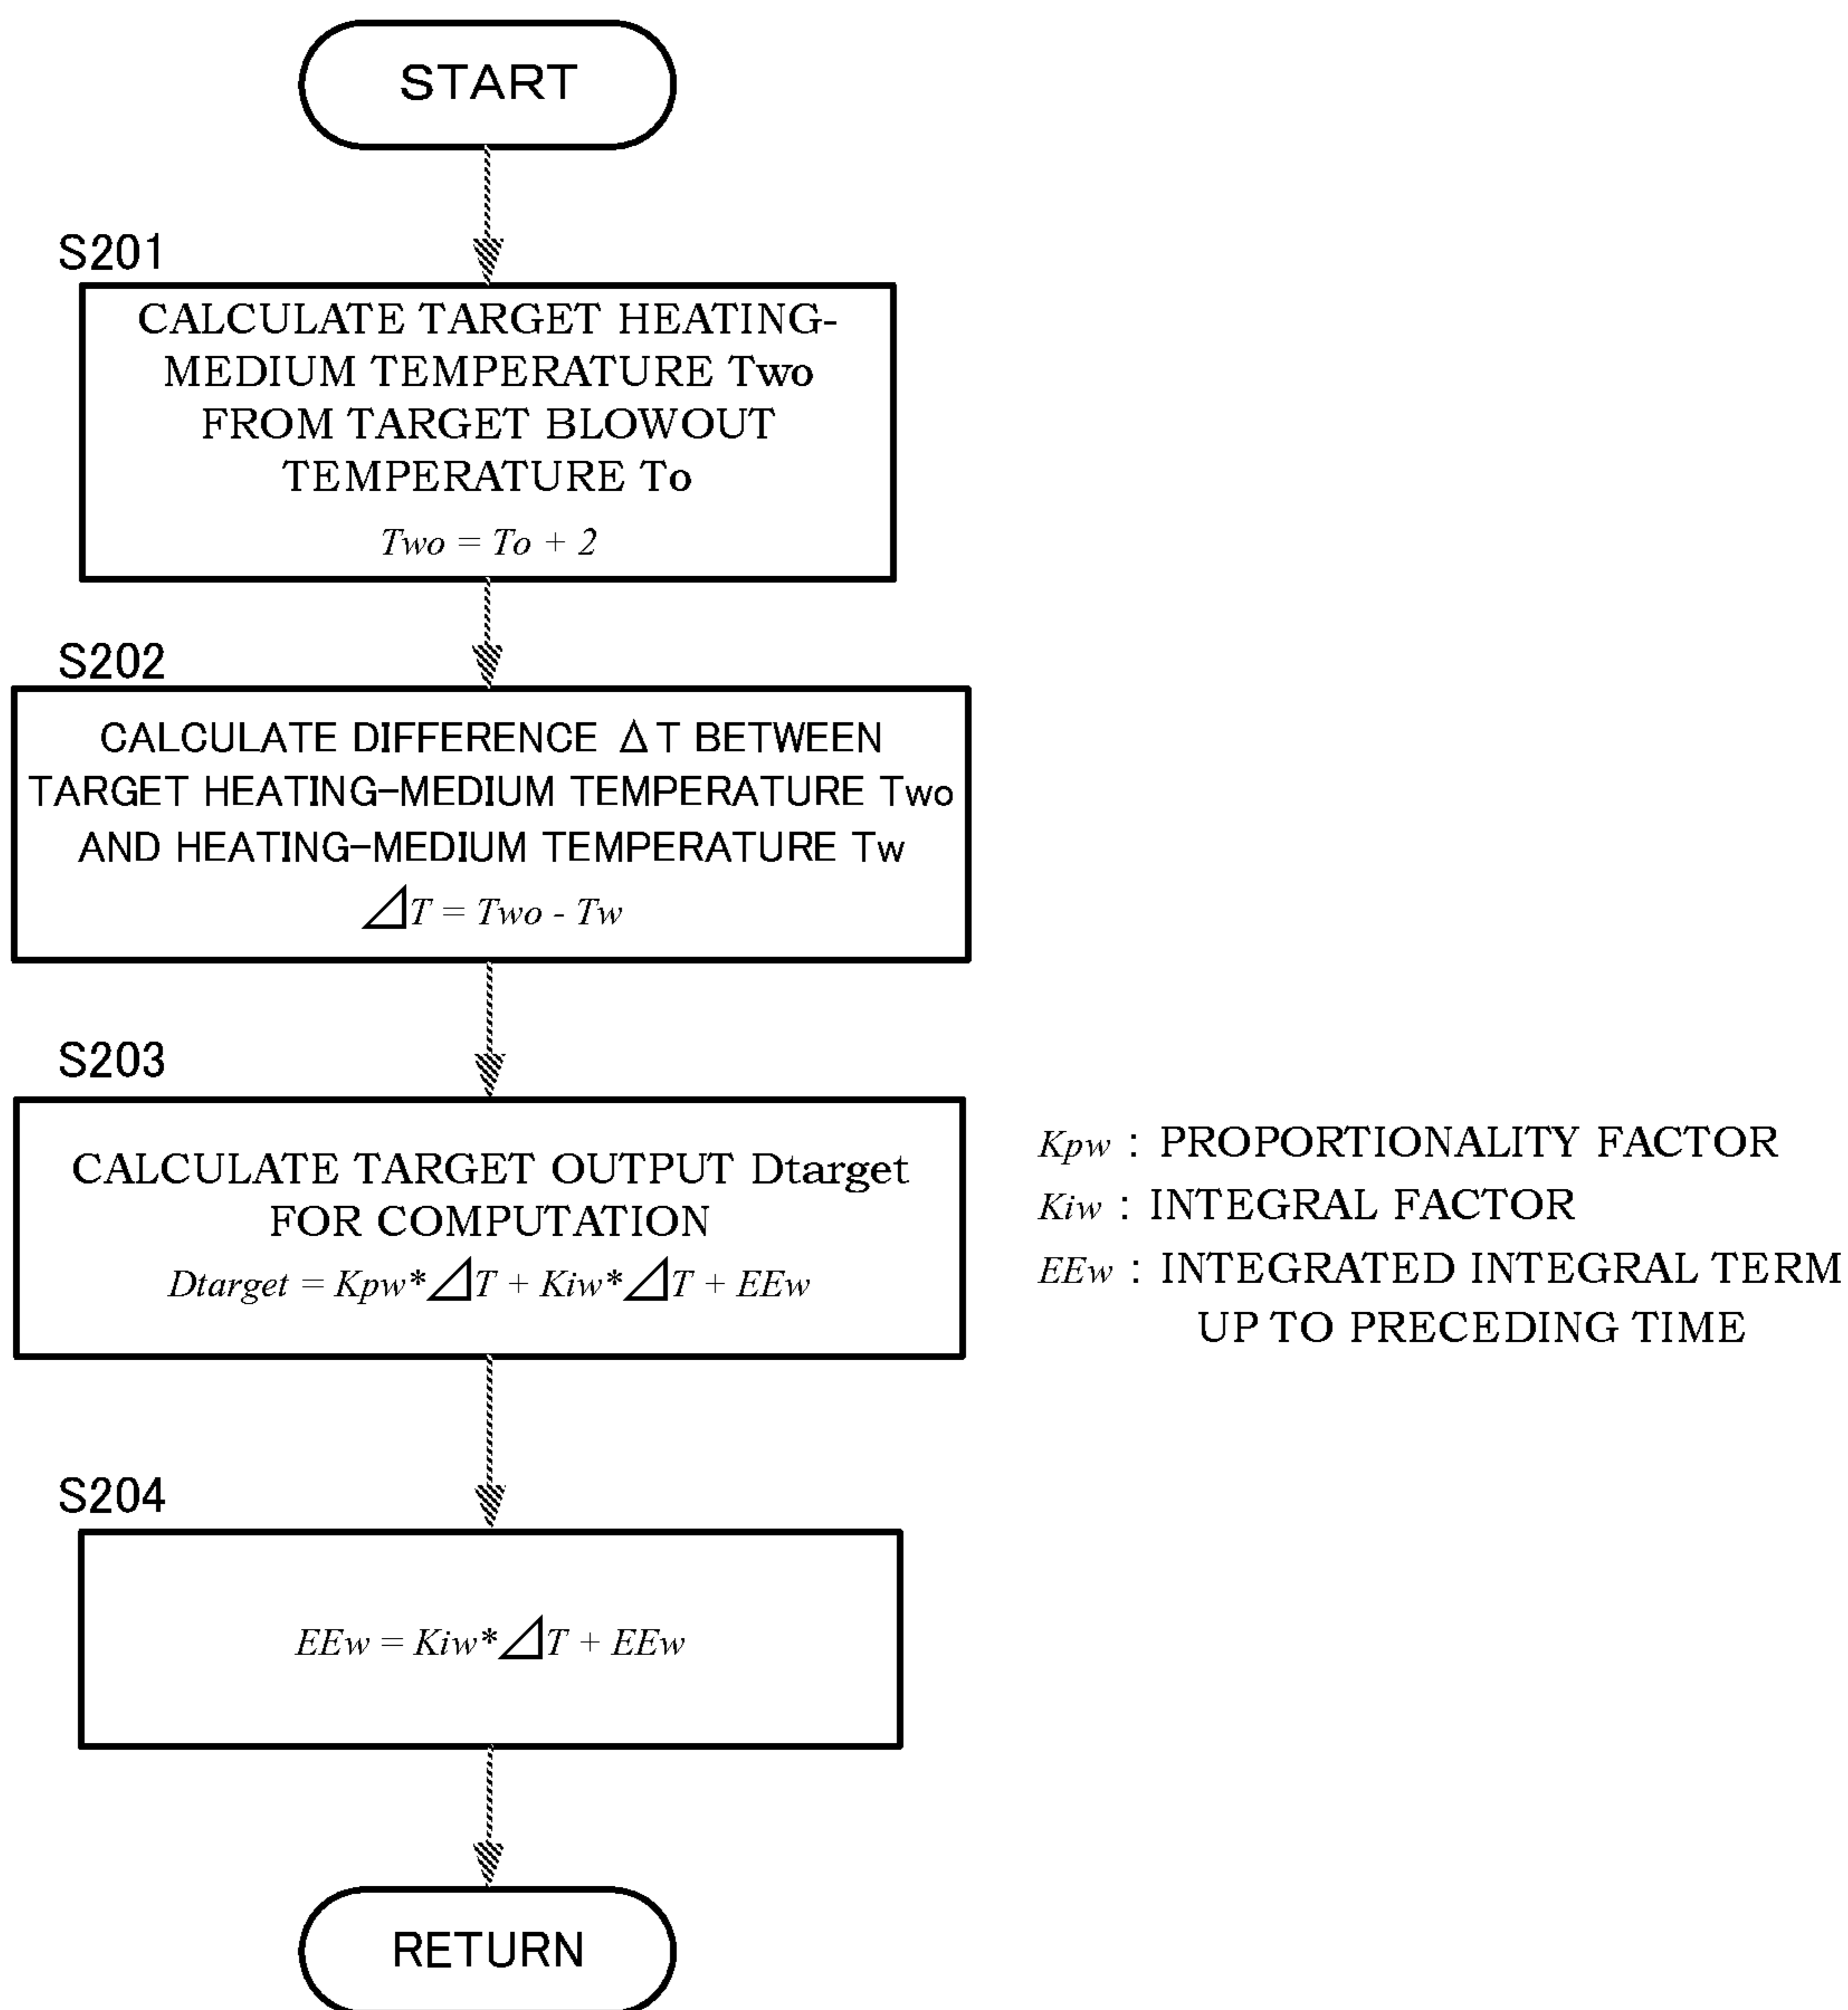 START
S201
CALCULATE TARGET HEATING-
MEDIUM TEMPERATURE Two
FROM TARGET BLOWOUT
TEMPERATURE To
Two = To + 2
S202
CALCULATE DIFFERENCE ΔT BETWEEN
TARGET HEATING-MEDIUM TEMPERATURE Two
AND HEATING-MEDIUM TEMPERATURE Tw
⊿T = Two - Tw
S203
CALCULATE TARGET OUTPUT Dtarget
FOR COMPUTATION
Dtarget = Kpw*⊿T + Kiw*⊿T + EEw
Kpw : PROPORTIONALITY FACTOR
Kiw : INTEGRAL FACTOR
EEw : INTEGRATED INTEGRAL TERM
UP TO PRECEDING TIME
S204
EEw = Kiw*⊿T + EEw
RETURN